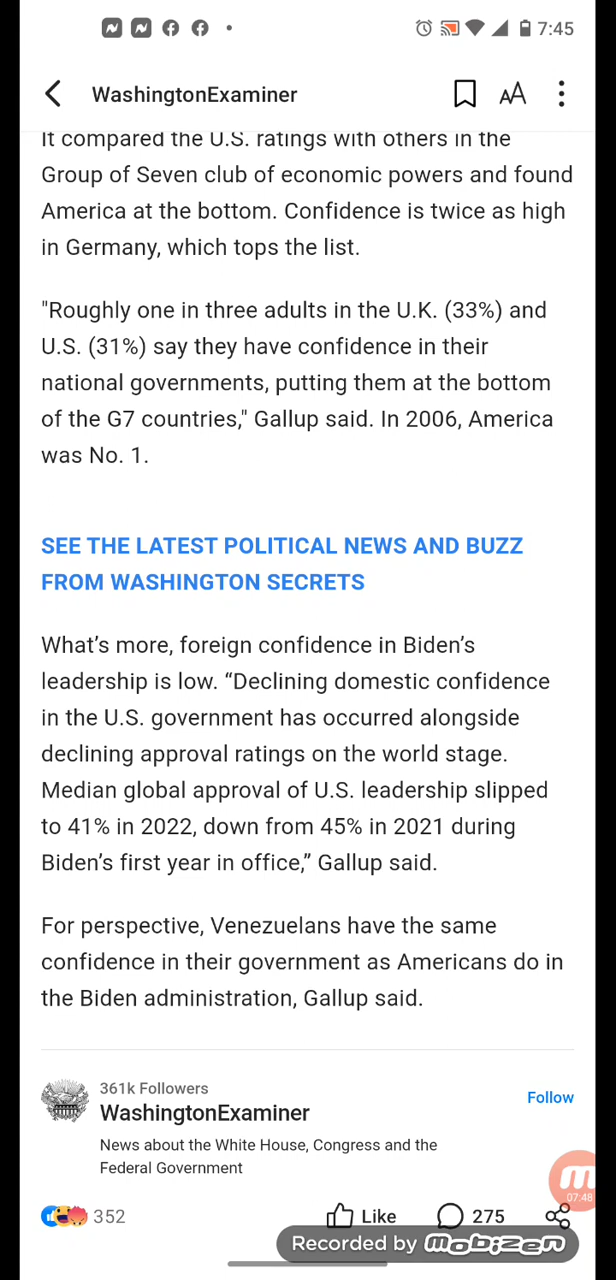 7:45
WashingtonExaminer
AA
It compared the U.S. ratings with others in the
Group of Seven club of economic powers and found
America at the bottom. Confidence is twice as high
in Germany, which tops the list.
"Roughly one in three adults in the U.K. (33%) and
U.S. (31%) say they have confidence in their
national governments, putting them at the bottom
of the G7 countries," Gallup said. In 2006, America
was No. 1.
SEE THE LATEST POLITICAL NEWS AND BUZZ
FROM WASHINGTON SECRETS
What’s more, foreign confidence in Biden’s
leadership is low. “Declining domestic confidence
in the U.S. government has occurred alongside
declining approval ratings on the world stage.
Median global approval of U.S. leadership slipped
to 41% in 2022, down from 45% in 2021 during
Biden’s first year in office,” Gallup said.
For perspective, Venezuelans have the same
confidence in their government as Americans do in
the Biden administration, Gallup said.
361k Followers
WashingtonExaminer
Follow
News about the White House, Congress and the
Federal Government
m
07:48
352
Like
275
Recorded by mobizen